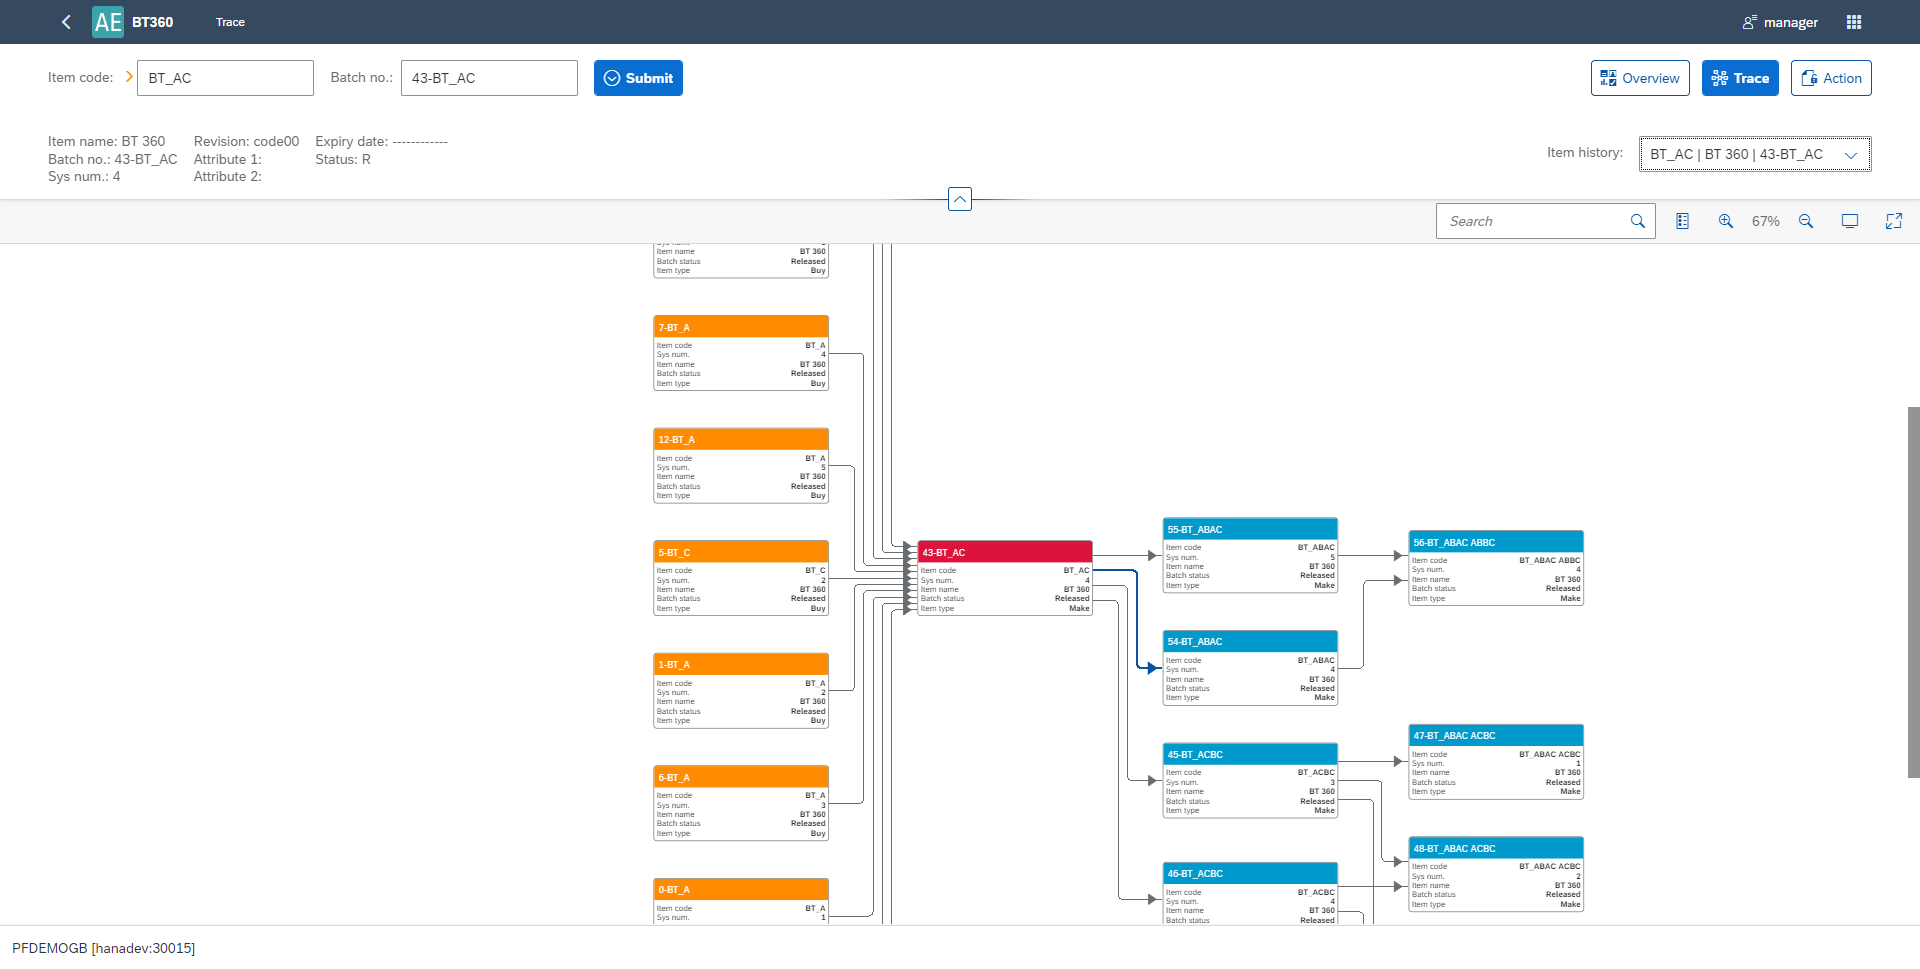 AE BT360 Trace manager
Item code: BT_AC Batch no.: 43-BT_AC Submit Overview Trace Action
Item name: BT 360 Revision: code00 Expiry date: ------------
Batch no.: 43-BT_AC Attribute 1: Status: R
Sys num.: 4 Attribute 2:
Item history: BT_AC | BT 360 | 43-BT_AC
Search 67%
Item name BT 360
Batch status Released
Item type Buy
7-BT_A
Item code BT_A
Sys num. 4
Item name BT 360
Batch status Released
Item type Buy
12-BT_A
Item code BT_A
Sys num. 5
Item name BT 360
Batch status Released
Item type Buy
5-BT_C
Item code BT_C
Sys num. 2
Item name BT 360
Batch status Released
Item type Buy
1-BT_A
Item code BT_A
Sys num. 2
Item name BT 360
Batch status Released
Item type Buy
6-BT_A
Item code BT_A
Sys num. 3
Item name BT 360
Batch status Released
Item type Buy
0-BT_A
Item code BT_A
Sys num. 1
43-BT_AC
Item code BT_AC
Sys num. 4
Item name BT 360
Batch status Released
Item type Make
55-BT_ABAC
Item code BT_ABAC
Sys num. 5
Item name BT 360
Batch status Released
Item type Make
54-BT_ABAC
Item code BT_ABAC
Sys num. 4
Item name BT 360
Batch status Released
Item type Make
45-BT_ACBC
Item code BT_ACBC
Sys num. 3
Item name BT 360
Batch status Released
Item type Make
46-BT_ACBC
Item code BT_ACBC
Sys num. 4
Item name BT 360
Batch status Released
56-BT_ABAC ABBC
Item code BT_ABAC ABBC
Sys num. 4
Item name BT 360
Batch status Released
Item type Make
47-BT_ABAC ACBC
Item code BT_ABAC ACBC
Sys num. 1
Item name BT 360
Batch status Released
Item type Make
48-BT_ABAC ACBC
Item code BT_ABAC ACBC
Sys num. 2
Item name BT 360
Batch status Released
Item type Make
PFDEMOGB [hanadev:30015]